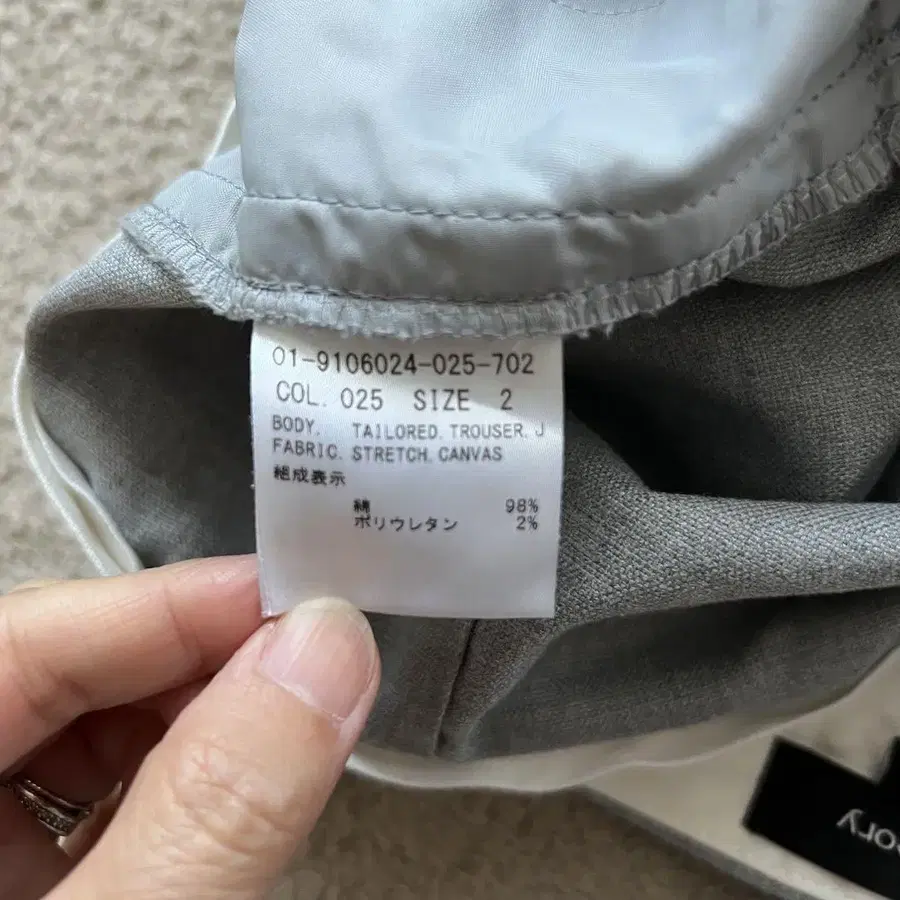 01-9106024-025-702
COL. 025 SIZE 2
BODY. TAILORED.TROUSER.J
FABRIC. STRETCH.CANVAS
組成表示
綿 98%
ポリウレタン 2%
ory